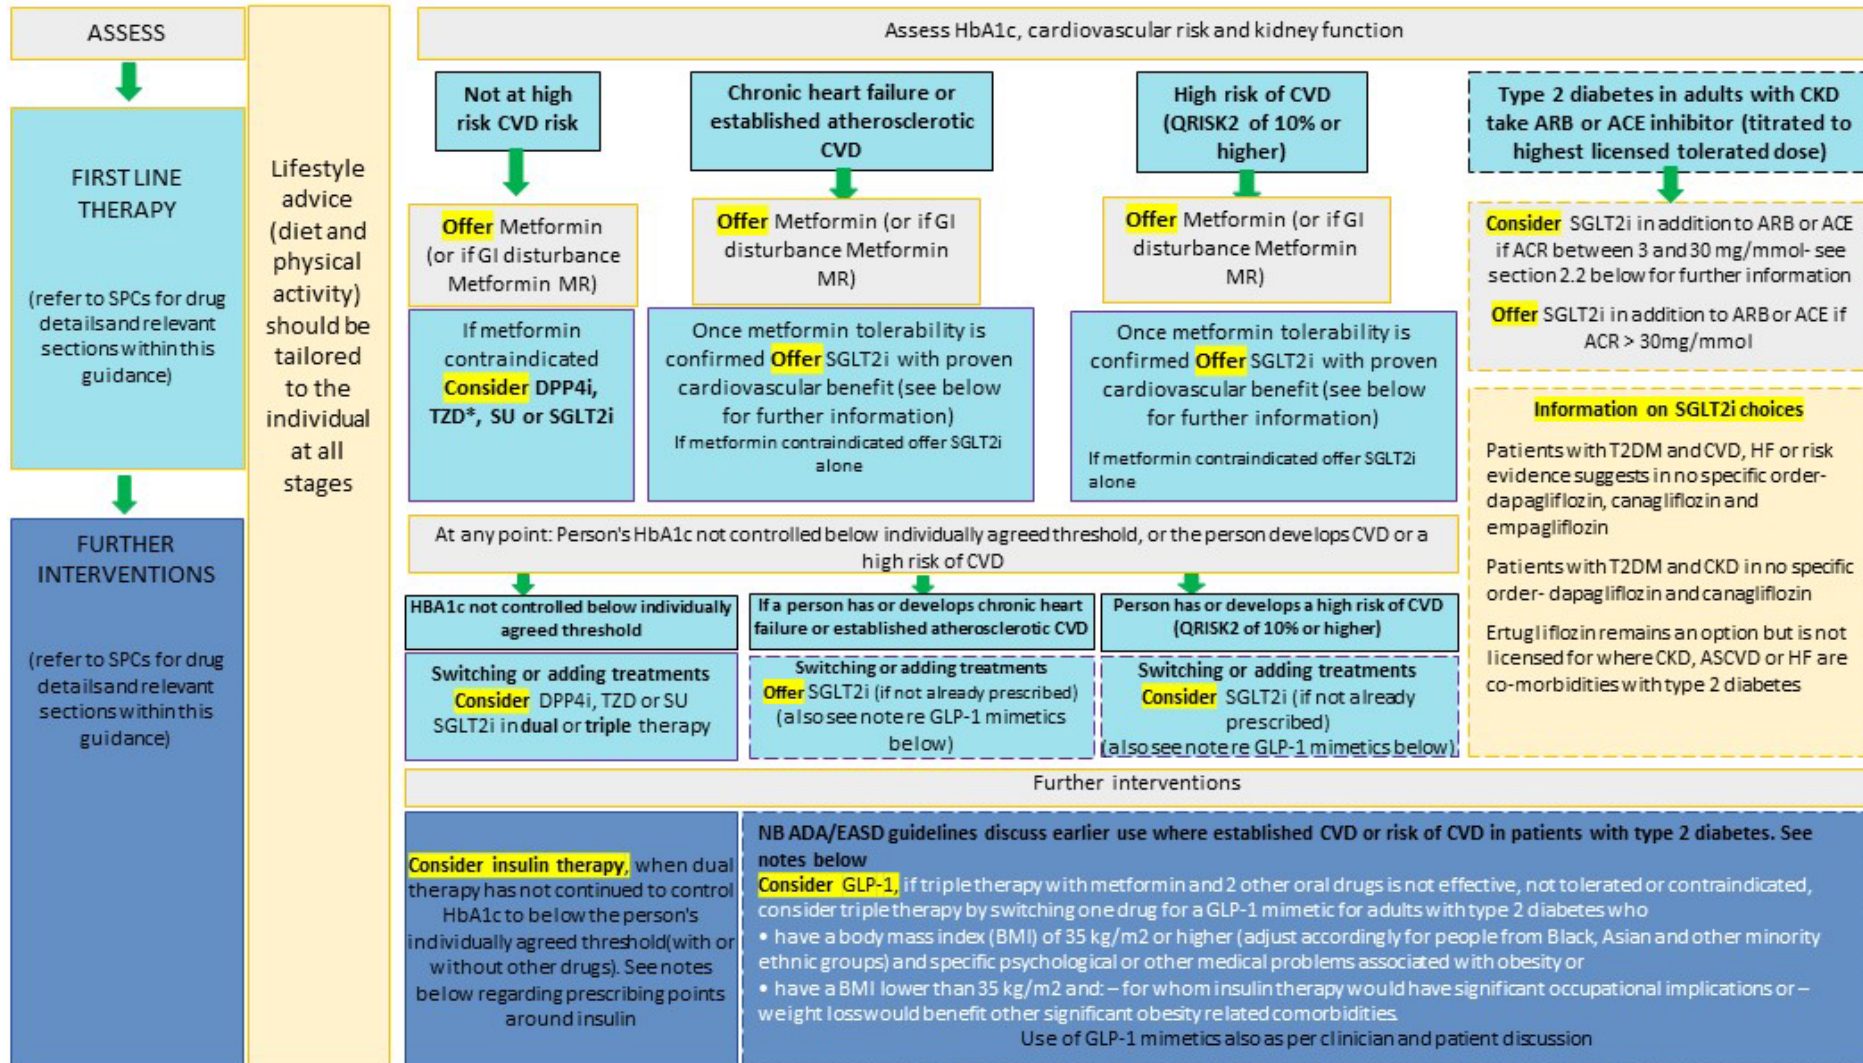 ASSESS
FIRST LINE
THERAPY
(refer to SPCs for drug
details and relevant
sections within this
guidance)
FURTHER
INTERVENTIONS
(refer to SPCs for drug
details and relevant
sections within this
guidance)
Lifestyle
advice
(diet and
physical
activity)
should be
tailored
to the
individual
at all
stages
Assess HbA1c, cardiovascular risk and kidney function
Not at high
risk CVD risk
Offer Metformin
(or if GI disturbance
Metformin MR)
If metformin
contraindicated
Consider DPP4i,
TZD*, SU or SGLT2i
Chronic heart failure or
established atherosclerotic
CVD
Offer Metformin (or if GI
disturbance Metformin
MR)
Once metformin tolerability is
confirmed Offer SGLT2i with proven
cardiovascular benefit (see below
for further information)
If metformin contraindicated offer SGLT2i
alone
High risk of CVD
(QRISK2 of 10% or
higher)
Offer Metformin (or if GI
disturbance Metformin
MR)
Once metformin tolerability is
confirmed Offer SGLT2i with proven
cardiovascular benefit (see below
for further information)
If metformin contraindicated offer SGLT2i
alone
Type 2 diabetes in adults with CKD
take ARB or ACE inhibitor (titrated to
highest licensed tolerated dose)
Consider SGLT2i in addition to ARB or ACE
if ACR between 3 and 30 mg/mmol- see
section 2.2 below for further information
Offer SGLT2i in addition to ARB or ACE if
ACR > 30mg/mmol
Information on SGLT2i choices
Patients with T2DM and CVD, HF or risk
evidence suggests in no specific order-
dapagliflozin, canagliflozin and
empagliflozin
Patients with T2DM and CKD in no specific
order- dapagliflozin and canagliflozin
Ertugliflozin remains an option but is not
licensed for where CKD, ASCVD or HF are
co-morbidities with type 2 diabetes
At any point: Person's HbA1c not controlled below individually agreed threshold, or the person develops CVD or a
high risk of CVD
HBA1c not controlled below individually
agreed threshold
Switching or adding treatments
Consider DPP4i, TZD or SU
SGLT2i in dual or triple therapy
If a person has or develops chronic heart
failure or established atherosclerotic CVD
Switching or adding treatments
Offer SGLT2i (if not already prescribed)
(also see note re GLP-1 mimetics
below)
Person has or develops a high risk of CVD
(QRISK2 of 10% or higher)
Switching or adding treatments
Consider SGLT2i (if not already
prescribed)
(also see note re GLP-1 mimetics below)
Further interventions
Consider insulin therapy, when dual
therapy has not continued to control
HbA1c to below the person's
individually agreed threshold(with or
without other drugs). See notes
below regarding prescribing points
around insulin
NB ADA/EASD guidelines discuss earlier use where established CVD or risk of CVD in patients with type 2 diabetes. See
notes below
Consider GLP-1, if triple therapy with metformin and 2 other oral drugs is not effective, not tolerated or contraindicated,
consider triple therapy by switching one drug for a GLP-1 mimetic for adults with type 2 diabetes who
• have a body mass index (BMI) of 35 kg/m2 or higher (adjust accordingly for people from Black, Asian and other minority
ethnic groups) and specific psychological or other medical problems associated with obesity or
• have a BMI lower than 35 kg/m2 and: – for whom insulin therapy would have significant occupational implications or –
weight loss would benefit other significant obesity related comorbidities.
Use of GLP-1 mimetics also as per clinician and patient discussion